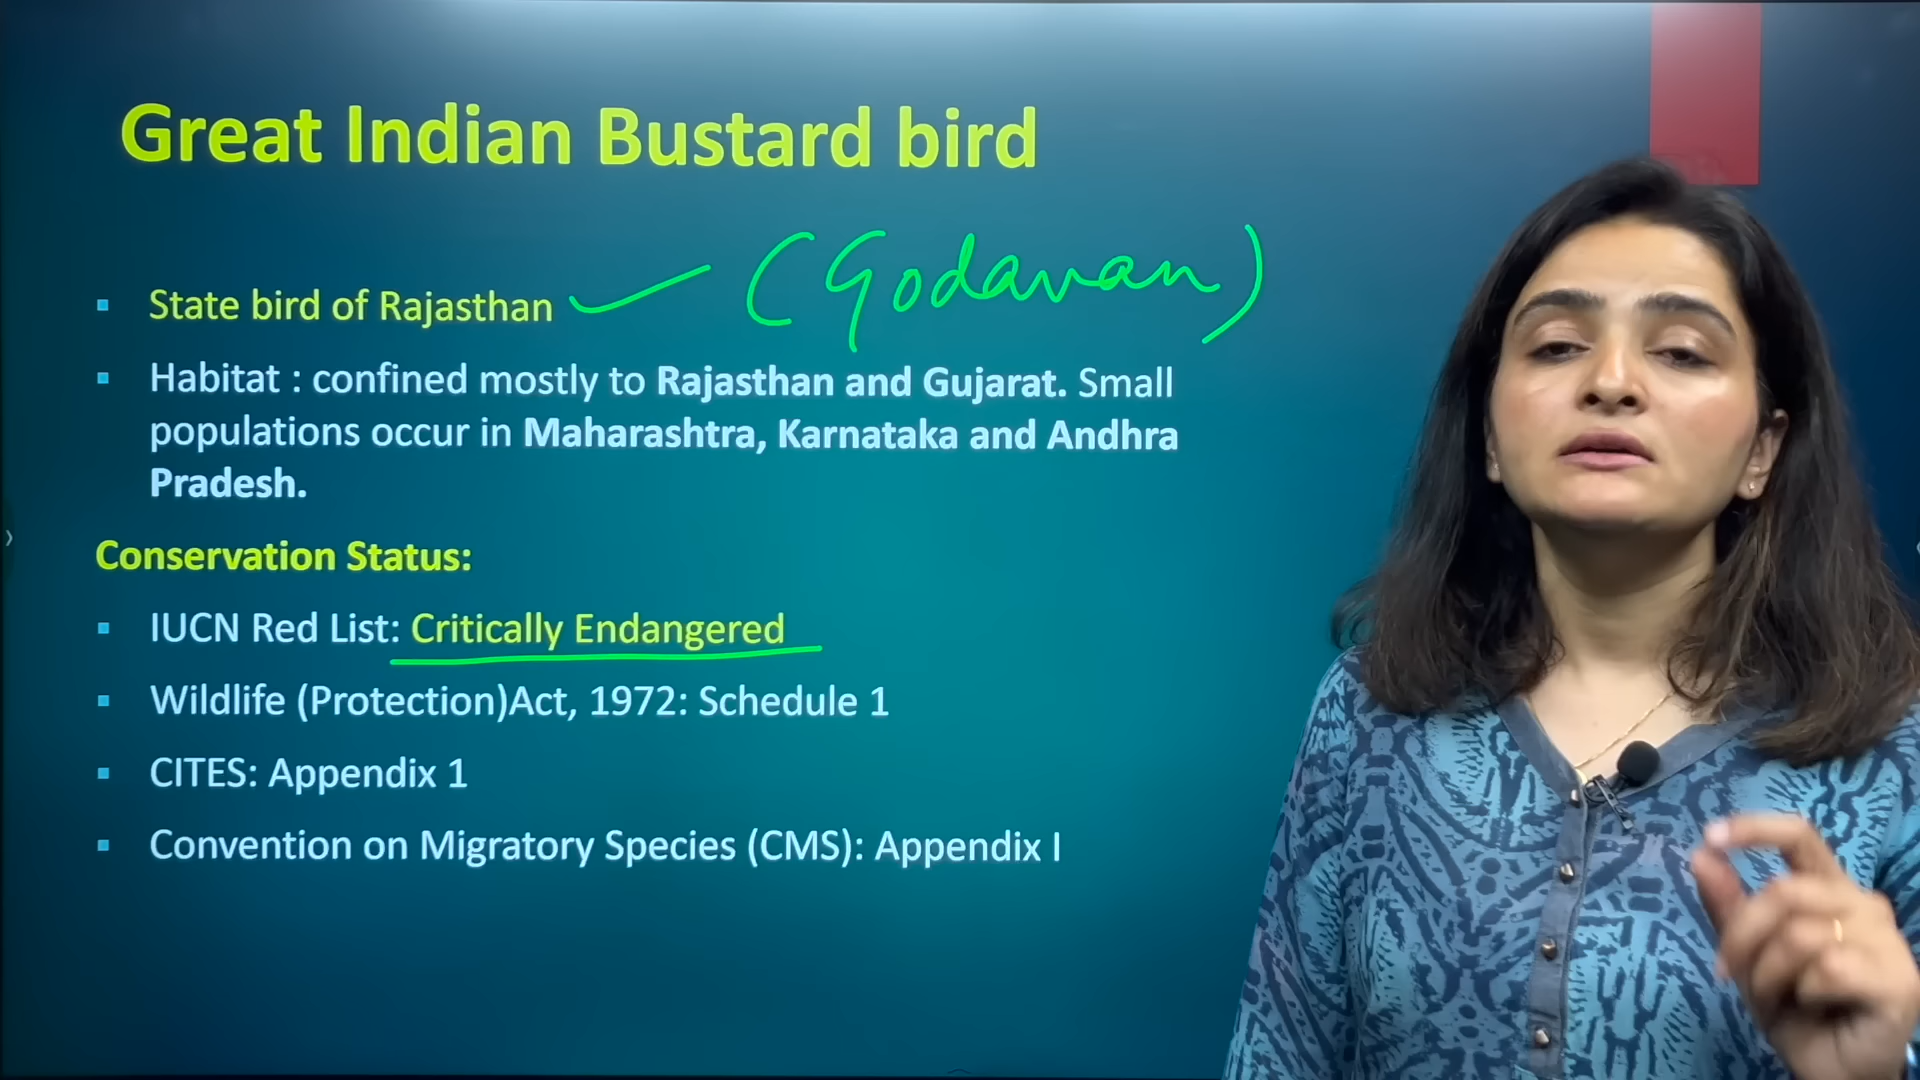 Great Indian Bustard bird
State bird of Rajasthan (Godawan)
Habitat : confined mostly to Rajasthan and Gujarat. Small
populations occur in Maharashtra, Karnataka and Andhra
Pradesh.
Conservation Status:
IUCN Red List: Critically Endangered
Wildlife (Protection)Act, 1972: Schedule 1
CITES: Appendix 1
Convention on Migratory Species (CMS): Appendix I